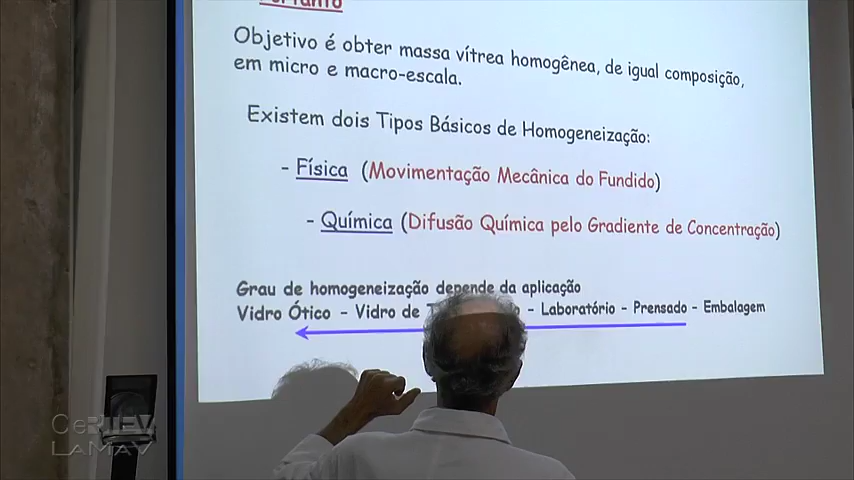 Portanto
Objetivo é obter massa vítrea homogênea, de igual composição,
em micro e macro-escala.
Existem dois Tipos Básicos de Homogeneização:
- Física (Movimentação Mecânica do Fundido)
- Química (Difusão Química pelo Gradiente de Concentração)
Grau de homogeneização depende da aplicação
Vidro Ótico - Vidro de - Laboratório - Prensado - Embalagem
CeRTEV
LaMaV